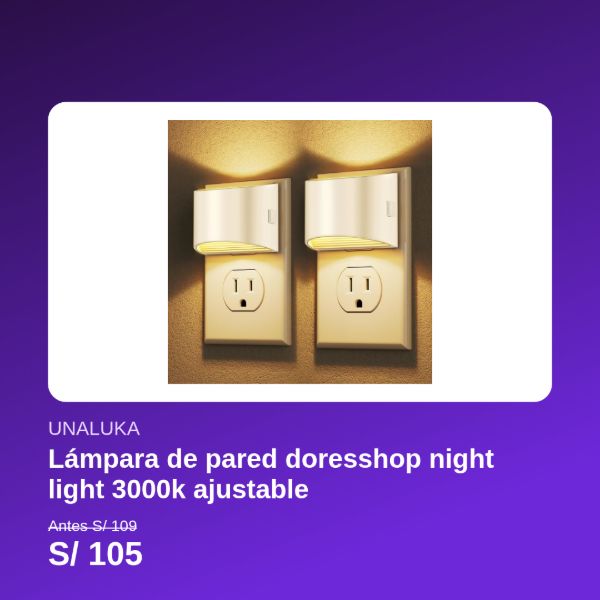 UNALUKA
Lámpara de pared doresshop night
light 3000k ajustable
Antes S/ 109
S/ 105